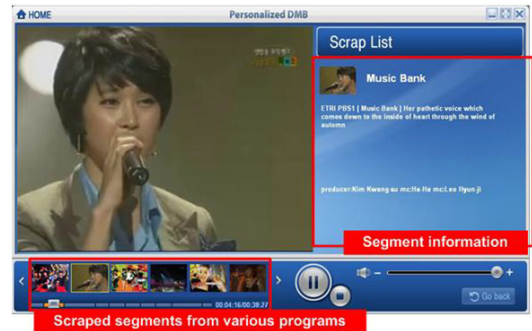 HOME
Personalized DMB
Scrap List
Music Bank
ETRI PBS1 [ Music Bank ] Her pathetic voice which
comes down to the inside of heart through the wind of
autumn
producer:Kim Kwang su mc:Ha Ha mc:Lee Hyun-ji
Segment information
00:04:16/00:38:27
Go back
Scraped segments from various programs